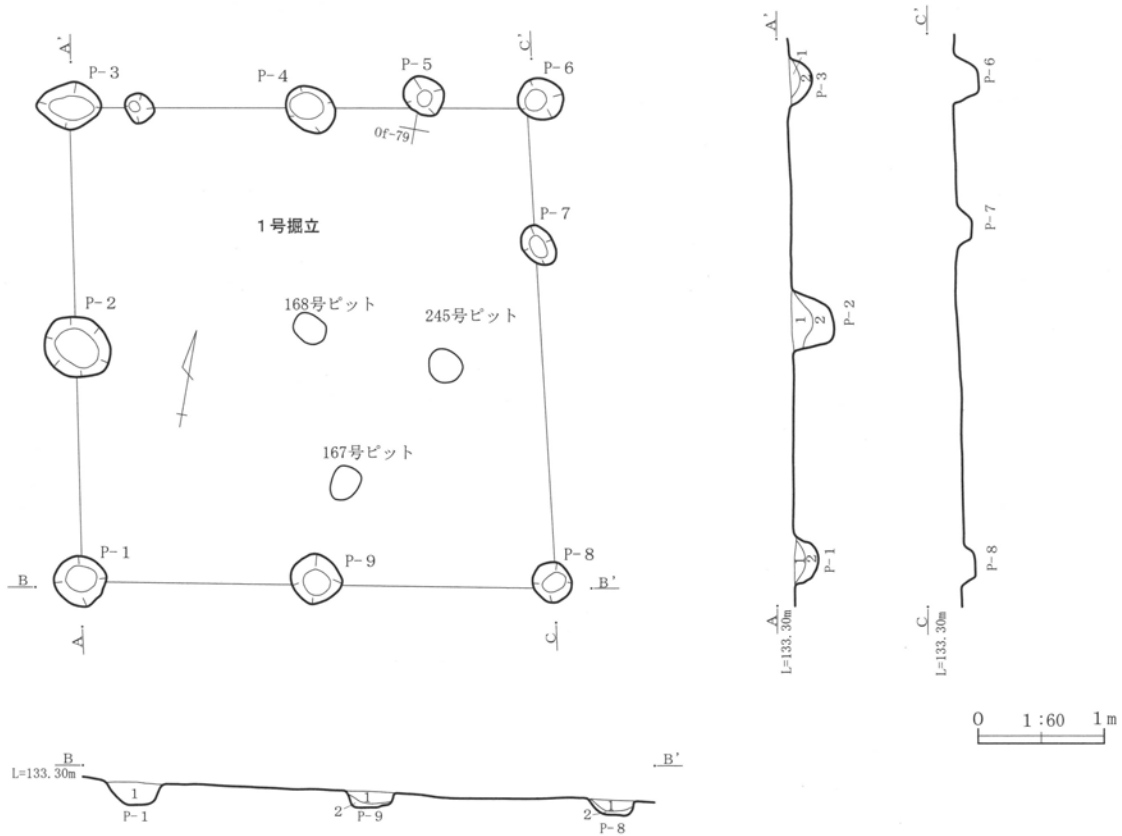 A'
C'
P-3
P-4
P-5
P-6
Of-79
P-7
1号掘立
P-2
168号ピット
245号ピット
167号ピット
P-1
P-9
P-8
B
B'
A
C
A'
1
2
P-3
1
2
P-2
1
2
P-1
A
L=133.30m
C'
P-6
P-7
P-8
C
L=133.30m
0 1:60 1m
B
L=133.30m
B'
1
P-1
1
2
P-9
1
2
P-8